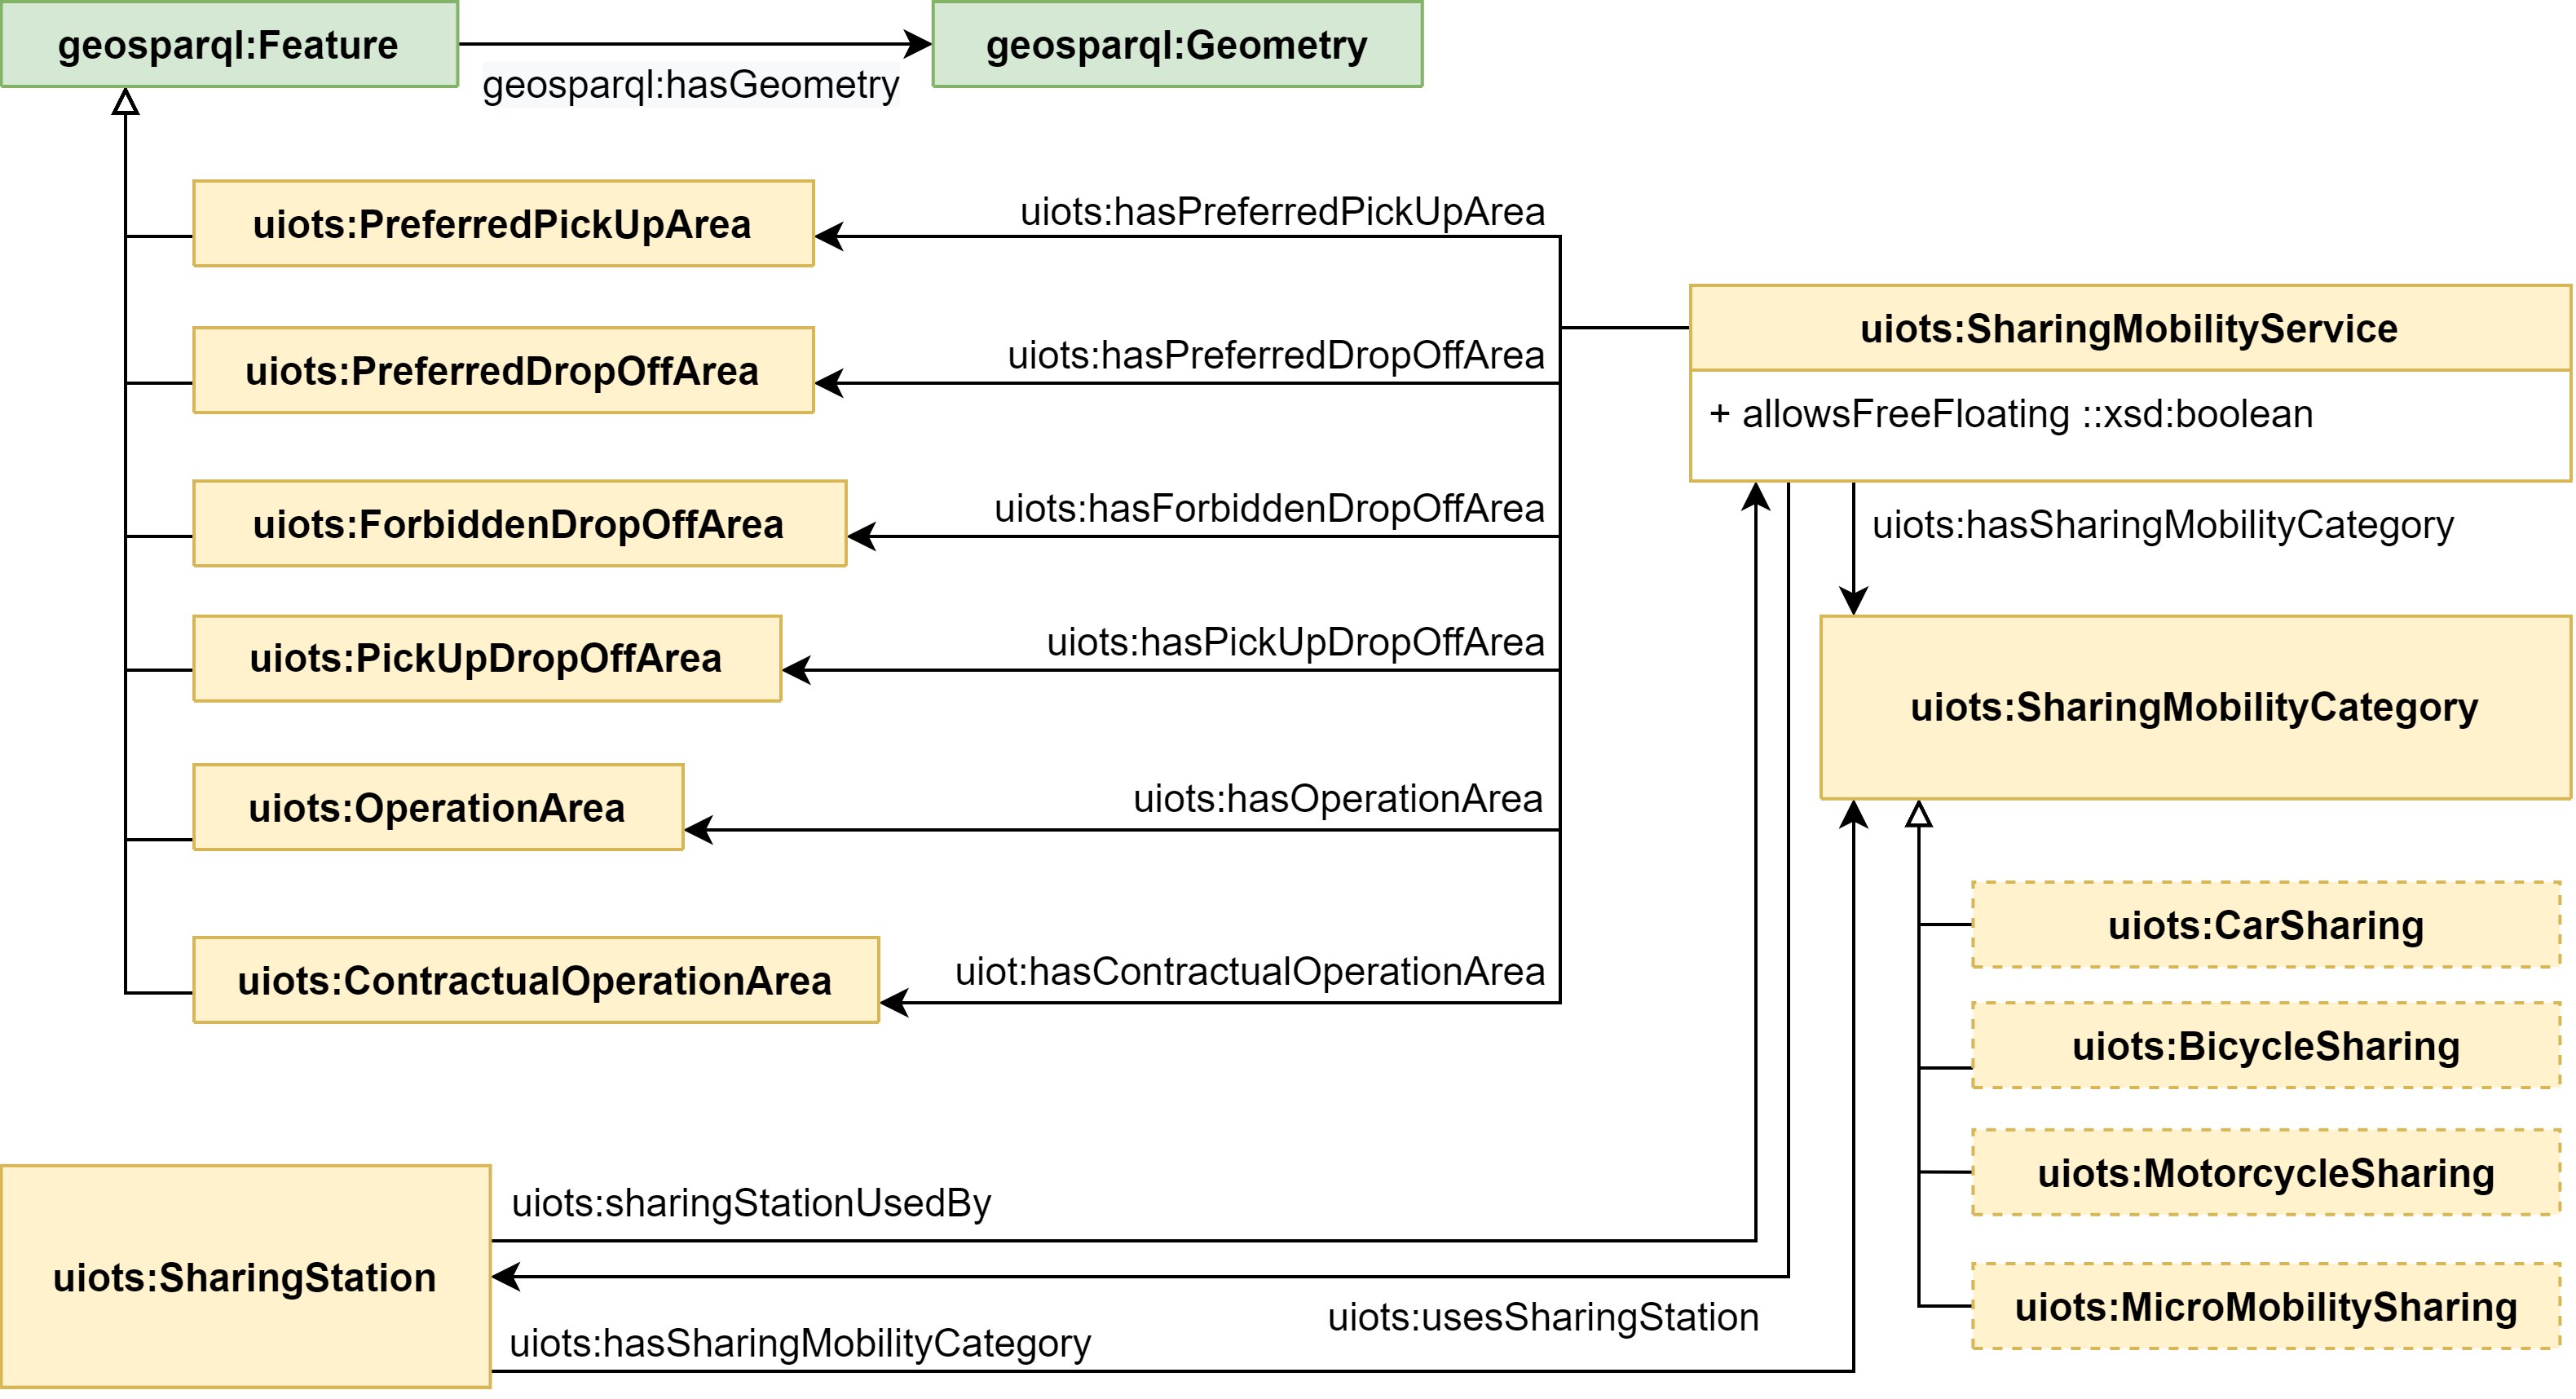 geosparql:Feature
geosparql:hasGeometry
geosparql:Geometry
uiots:PreferredPickUpArea
uiots:hasPreferredPickUpArea
uiots:PreferredDropOffArea
uiots:hasPreferredDropOffArea
uiots:ForbiddenDropOffArea
uiots:hasForbiddenDropOffArea
uiots:PickUpDropOffArea
uiots:hasPickUpDropOffArea
uiots:OperationArea
uiots:hasOperationArea
uiots:ContractualOperationArea
uiot:hasContractualOperationArea
uiots:SharingMobilityService
+ allowsFreeFloating ::xsd:boolean
uiots:hasSharingMobilityCategory
uiots:SharingMobilityCategory
uiots:CarSharing
uiots:BicycleSharing
uiots:MotorcycleSharing
uiots:MicroMobilitySharing
uiots:SharingStation
uiots:sharingStationUsedBy
uiots:usesSharingStation
uiots:hasSharingMobilityCategory